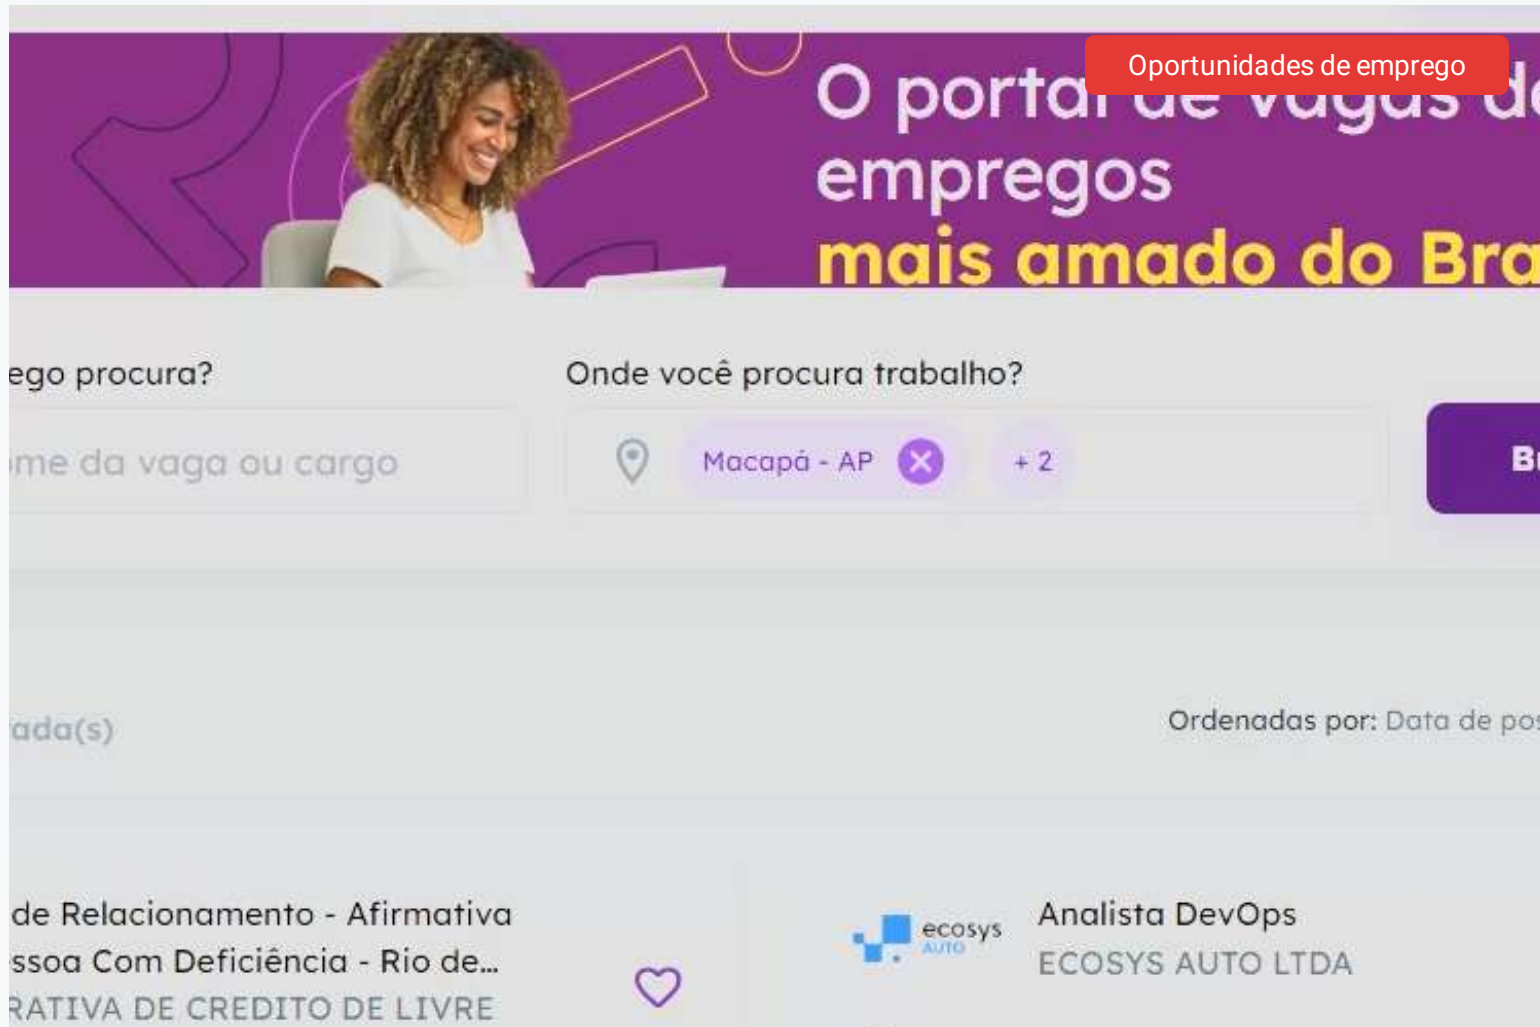 Oportunidades de emprego
O portal de vagas de
empregos
mais amado do Bra
ego procura?
Onde você procura trabalho?
ome da vaga ou cargo
Macapá - AP
+ 2
B
rada(s)
Ordenadas por: Data de pos
de Relacionamento - Afirmativa
ssoa Com Deficiência - Rio de...
RATIVA DE CREDITO DE LIVRE
ecosys
AUTO
Analista DevOps
ECOSYS AUTO LTDA